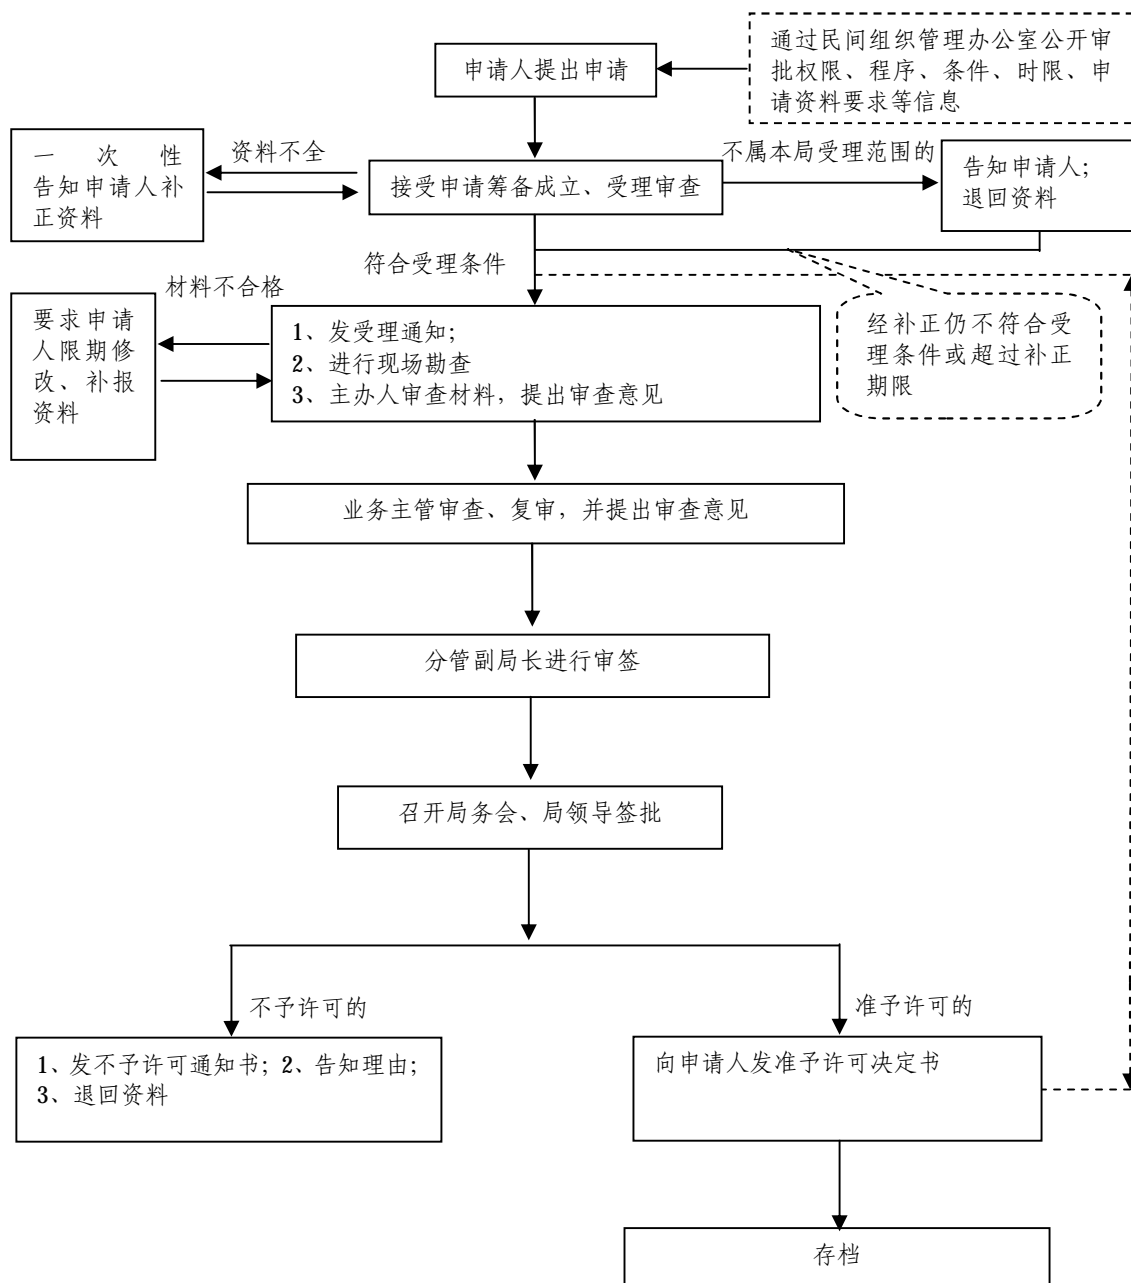 通过民间组织管理办公室公开审
批权限、程序、条件、时限、申
请资料要求等信息
申请人提出申请
一次性
告知申请人补
正资料
资料不全
接受申请筹备成立、受理审查
不属本局受理范围的
告知申请人；
退回资料
符合受理条件
材料不合格
要求申请
人限期修
改、补报
资料
1、发受理通知；
2、进行现场勘查
3、主办人审查材料，提出审查意见
经补正仍不符合受
理条件或超过补正
期限
业务主管审查、复审，并提出审查意见
分管副局长进行审签
召开局务会、局领导签批
不予许可的
准予许可的
1、发不予许可通知书；2、告知理由；
3、退回资料
向申请人发准予许可决定书
存档